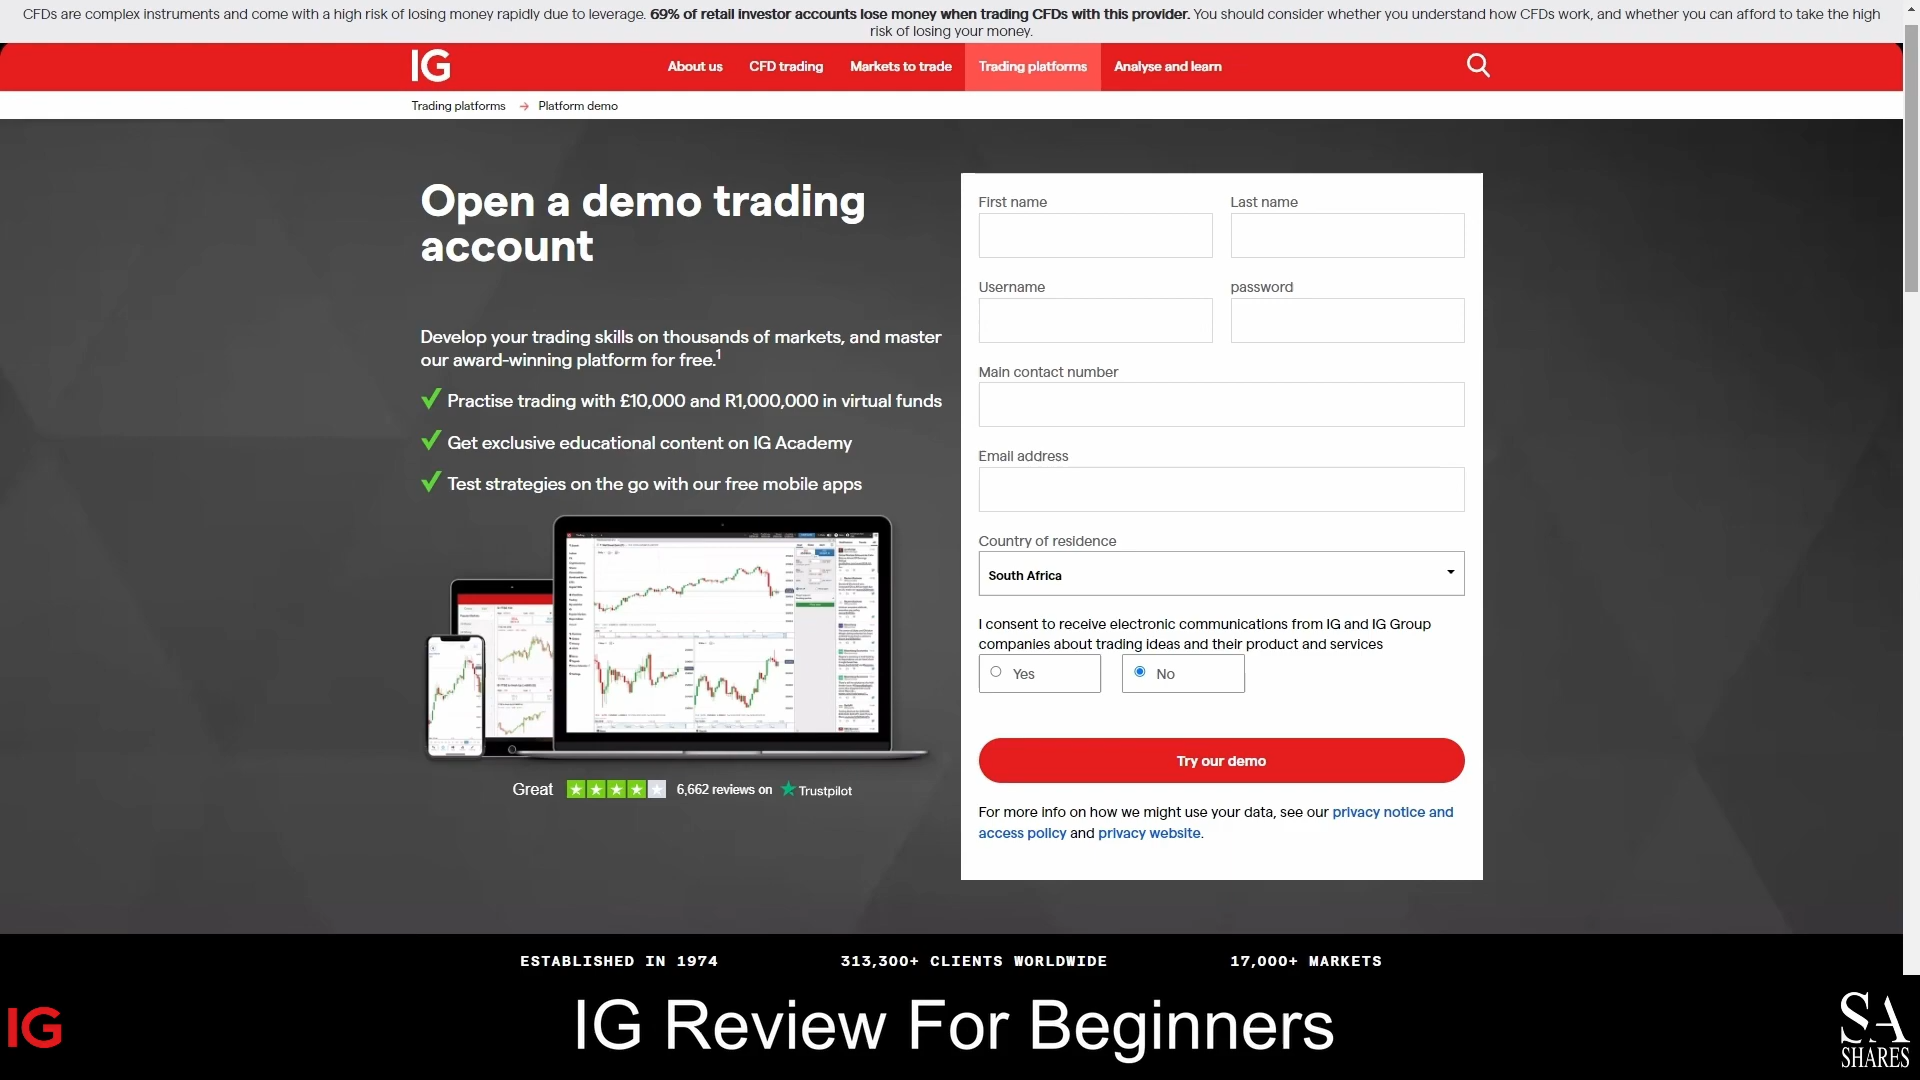 CFDs are complex instruments and come with a high risk of losing money rapidly due to leverage. 69% of retail investor accounts lose money when trading CFDs with this provider. You should consider whether you understand how CFDs work, and whether you can afford to take the high
risk of losing your money.
IG
About us
CFD trading
Markets to trade
Trading platforms
Analyse and learn
Trading platforms → Platform demo
Open a demo trading
account
Develop your trading skills on thousands of markets, and master
our award-winning platform for free.1
Practise trading with £10,000 and R1,000,000 in virtual funds
Get exclusive educational content on IG Academy
Test strategies on the go with our free mobile apps
Great
6,662 reviews on Trustpilot
First name
Last name
Username
password
Main contact number
Email address
Country of residence
South Africa
I consent to receive electronic communications from IG and IG Group
companies about trading ideas and their product and services
Yes
No
Try our demo
For more info on how we might use your data, see our privacy notice and
access policy and privacy website.
ESTABLISHED IN 1974
313,300+ CLIENTS WORLDWIDE
17,000+ MARKETS
IG
IG Review For Beginners
SA
SHARES